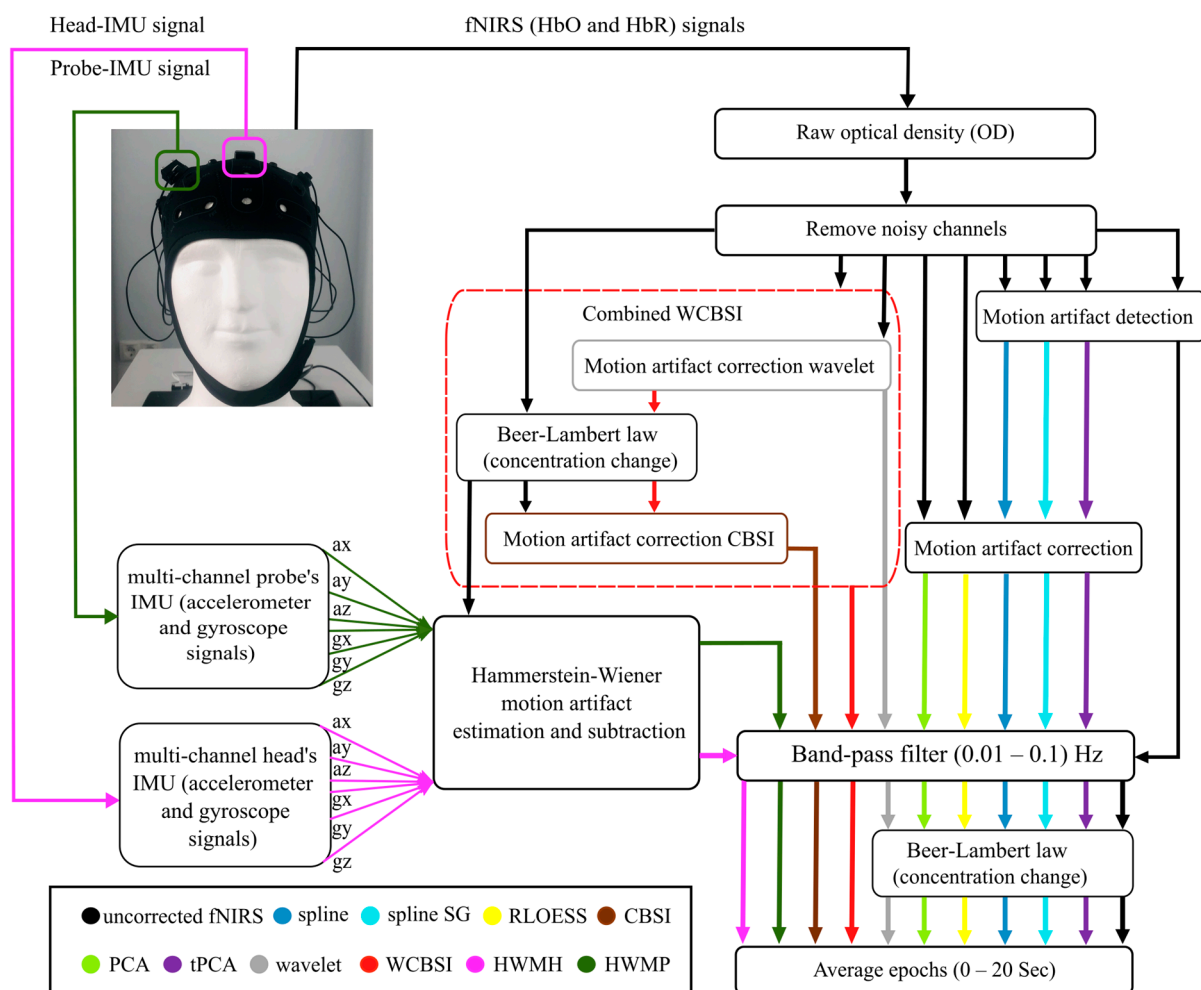 Head-IMU signal
fNIRS (HbO and HbR) signals
Probe-IMU signal
Raw optical density (OD)
Remove noisy channels
Combined WCBSI
Motion artifact detection
Motion artifact correction wavelet
Beer-Lambert law
(concentration change)
Motion artifact correction CBSI
Motion artifact correction
multi-channel probe's
IMU (accelerometer
and gyroscope
signals)
ax
ay
az
gx
gy
gz
Hammerstein-Wiener
motion artifact
estimation and subtraction
multi-channel head's
IMU (accelerometer
and gyroscope
signals)
ax
ay
az
gx
gy
gz
Band-pass filter (0.01 – 0.1) Hz
Beer-Lambert law
(concentration change)
Average epochs (0 – 20 Sec)
uncorrected fNIRS spline spline SG RLOESS CBSI
PCA tPCA wavelet WCBSI HWMH HWMP